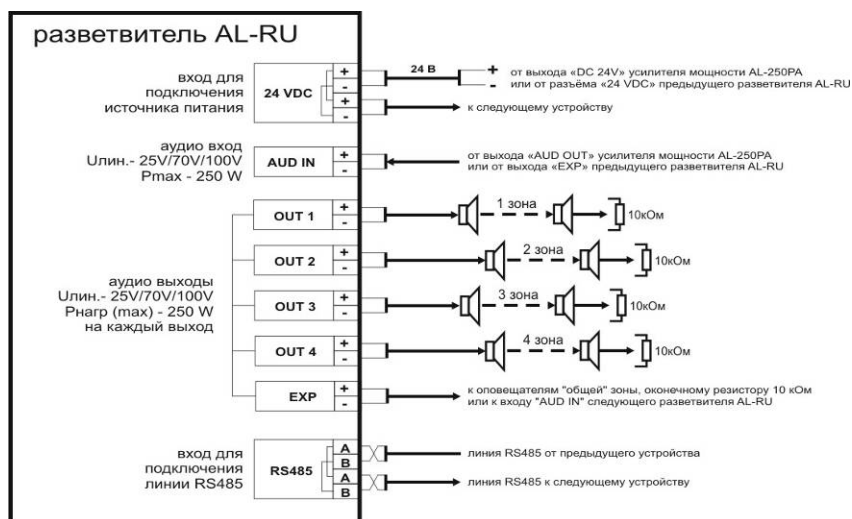 разветвитель AL-RU
вход для
подключения
источника питания
24 VDC
+
-
+
-
24 В
+
-
от выхода «DC 24V» усилителя мощности AL-250PA
или от разъёма «24 VDC» предыдущего разветвителя AL-RU
к следующему устройству
аудио вход
Uлин.- 25V/70V/100V
Pmax - 250 W
AUD IN
+
-
от выхода «AUD OUT» усилителя мощности AL-250PA
или от выхода «EXP» предыдущего разветвителя AL-RU
аудио выходы
Uлин.- 25V/70V/100V
Pнагр (max) - 250 W
на каждый выход
OUT 1
+
-
1 зона
10кОм
OUT 2
+
-
2 зона
10кОм
OUT 3
+
-
3 зона
10кОм
OUT 4
+
-
4 зона
10кОм
EXP
+
-
к оповещателям "общей" зоны, оконечному резистору 10 кОм
или к входу "AUD IN" следующего разветвителя AL-RU
вход для
подключения
линии RS485
RS485
A
B
A
B
линия RS485 от предыдущего устройства
линия RS485 к следующему устройству